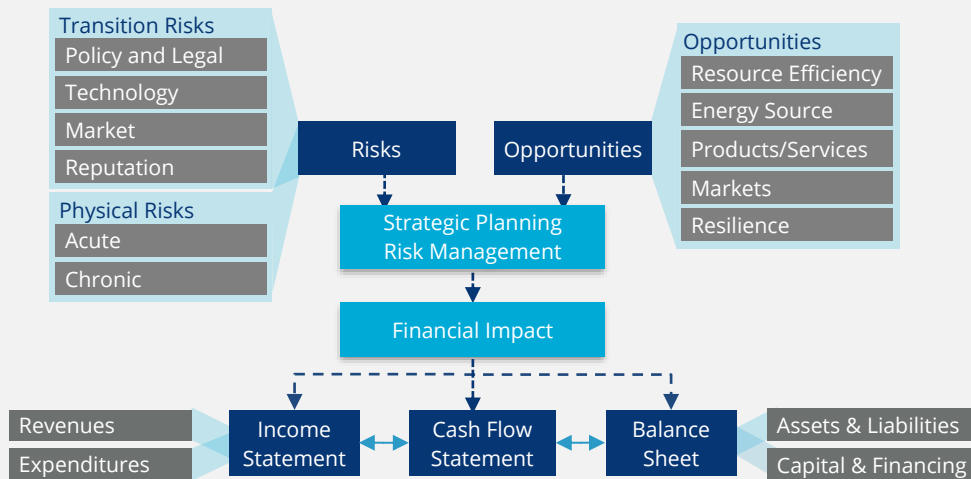 Transition Risks
Policy and Legal
Technology
Market
Reputation
Physical Risks
Acute
Chronic
Risks
Opportunities
Opportunities
Resource Efficiency
Energy Source
Products/Services
Markets
Resilience
Strategic Planning
Risk Management
Financial Impact
Revenues
Expenditures
Income
Statement
Cash Flow
Statement
Balance
Sheet
Assets & Liabilities
Capital & Financing